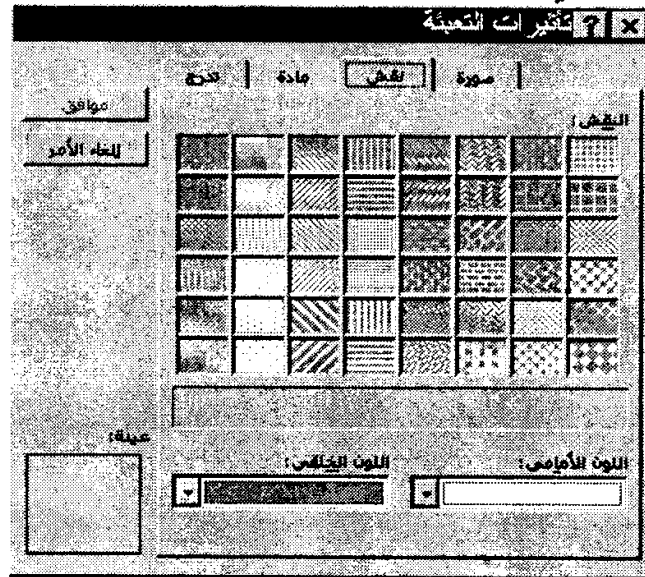 تأثيرات التعبئة
تدرج مادة نقش صورة
موافق
إلغاء الأمر
النقش:
عينة:
اللون الأمامي: اللون الخلفي: